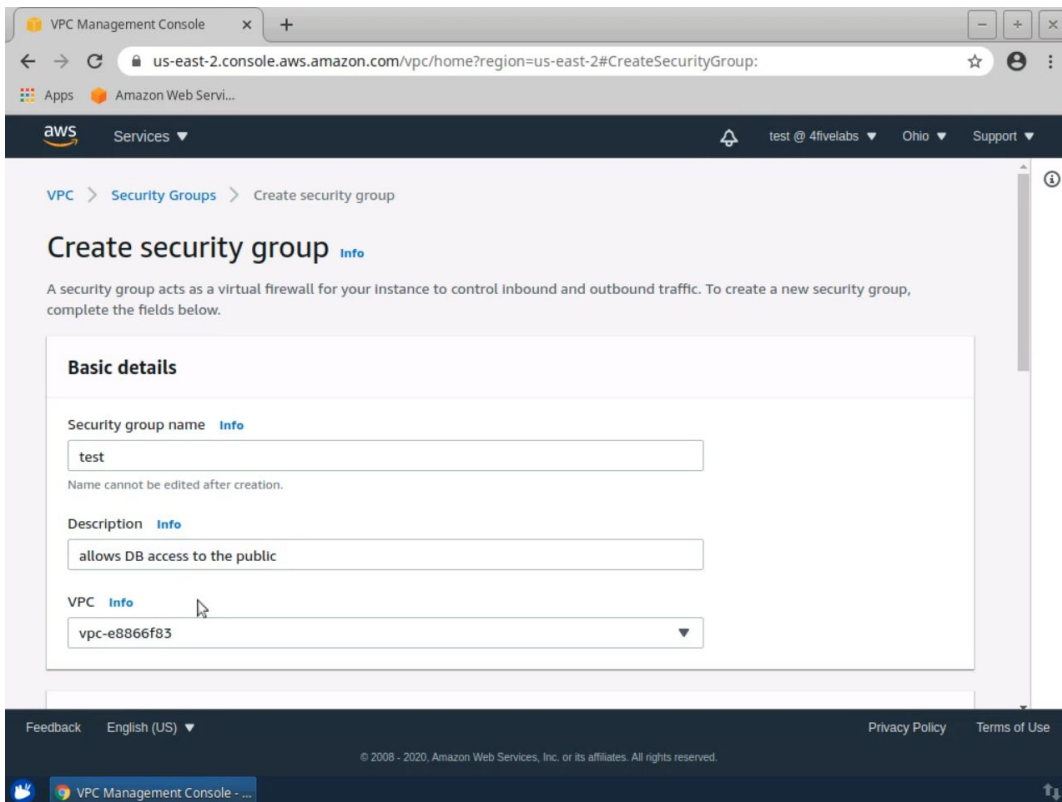 VPC Management Console
us-east-2.console.aws.amazon.com/vpc/home?region=us-east-2#CreateSecurityGroup:
Apps Amazon Web Servi...
aws Services test @ 4fivelabs Ohio Support
VPC > Security Groups > Create security group
Create security group Info
A security group acts as a virtual firewall for your instance to control inbound and outbound traffic. To create a new security group,
complete the fields below.
Basic details
Security group name Info
test
Name cannot be edited after creation.
Description Info
allows DB access to the public
VPC Info
vpc-e8866f83
Feedback English (US) Privacy Policy Terms of Use
© 2008 - 2020, Amazon Web Services, Inc. or its affiliates. All rights reserved.
VPC Management Console - ...